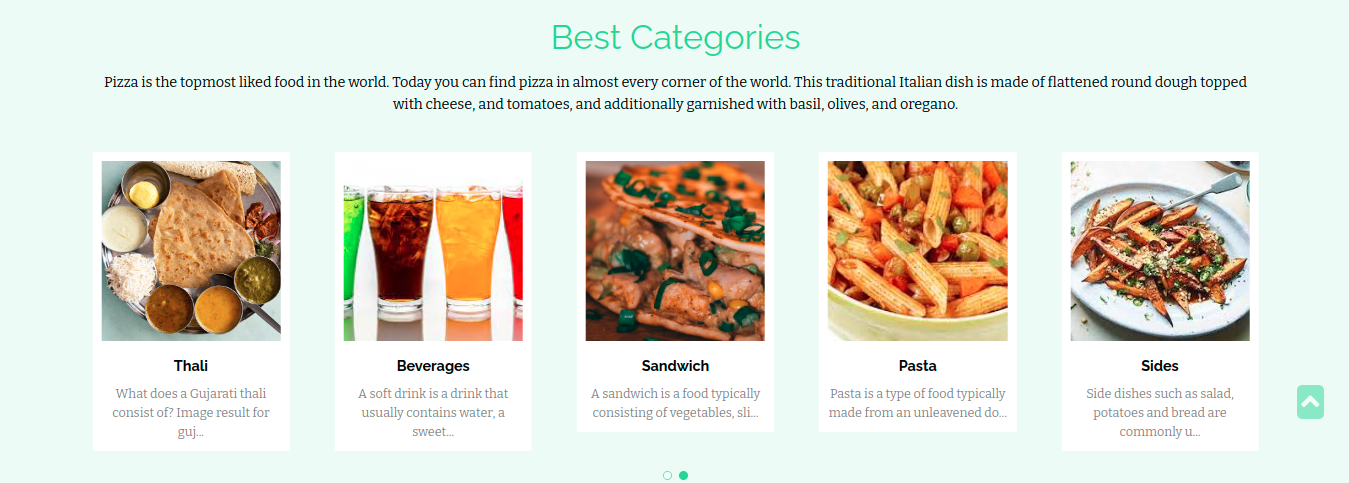 Best Categories
Pizza is the topmost liked food in the world. Today you can find pizza in almost every corner of the world. This traditional Italian dish is made of flattened round dough topped
with cheese, and tomatoes, and additionally garnished with basil, olives, and oregano.
Thali
What does a Gujarati thali
consist of? Image result for
guj...
Beverages
A soft drink is a drink that
usually contains water, a
sweet...
Sandwich
A sandwich is a food typically
consisting of vegetables, sli...
Pasta
Pasta is a type of food typically
made from an unleavened do...
Sides
Side dishes such as salad,
potatoes and bread are
commonly u...